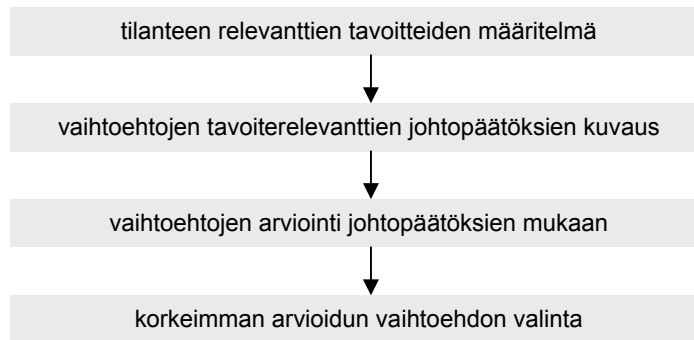 tilanteen relevanttien tavoitteiden määritelmä
vaihtoehtojen tavoiterelevanttien johtopäätöksien kuvaus
vaihtoehtojen arviointi johtopäätöksien mukaan
korkeimman arvioidun vaihtoehdon valinta